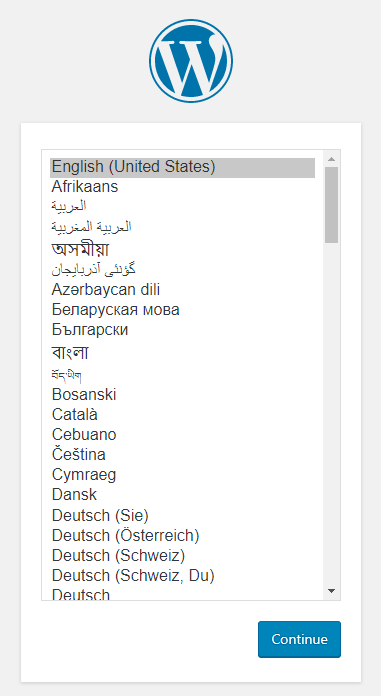 English (United States)
Afrikaans
العربية
العربية المغربية
অসমীয়া
گؤنئی آذربایجان
Azərbaycan dili
Беларуская мова
Български
বাংলা
བོད་ཡིག
Bosanski
Català
Cebuano
Čeština
Cymraeg
Dansk
Deutsch (Sie)
Deutsch (Österreich)
Deutsch (Schweiz)
Deutsch (Schweiz, Du)
Deutsch
Continue